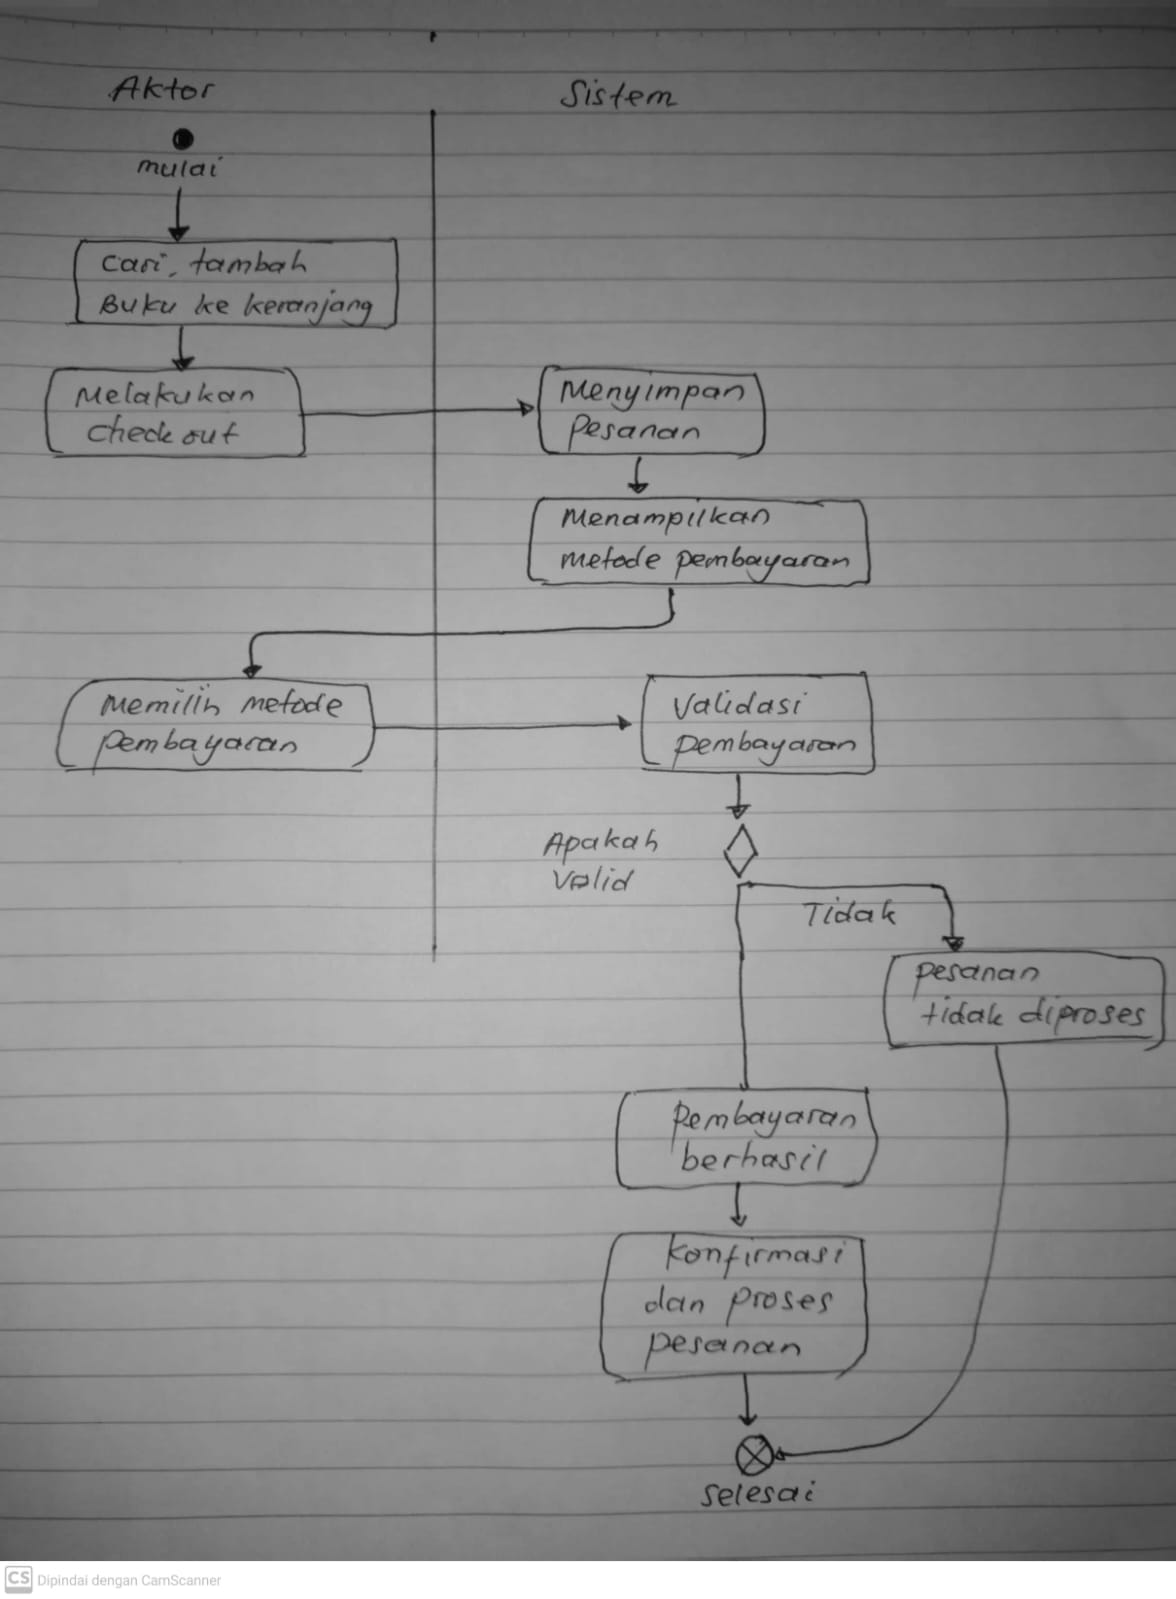 Aktor
Sistem
mulai
Cari, tambah
Buku ke keranjang
Melakukan
Check out
Menyimpan
Pesanan
Menampilkan
metode pembayaran
Memilih metode
pembayaran
Validasi
pembayaran
Apakah
Valid
Tidak
pesanan
tidak diproses
Pembayaran
berhasil
Konfirmasi
dan proses
pesanan
selesai
CS Dipindai dengan CamScanner